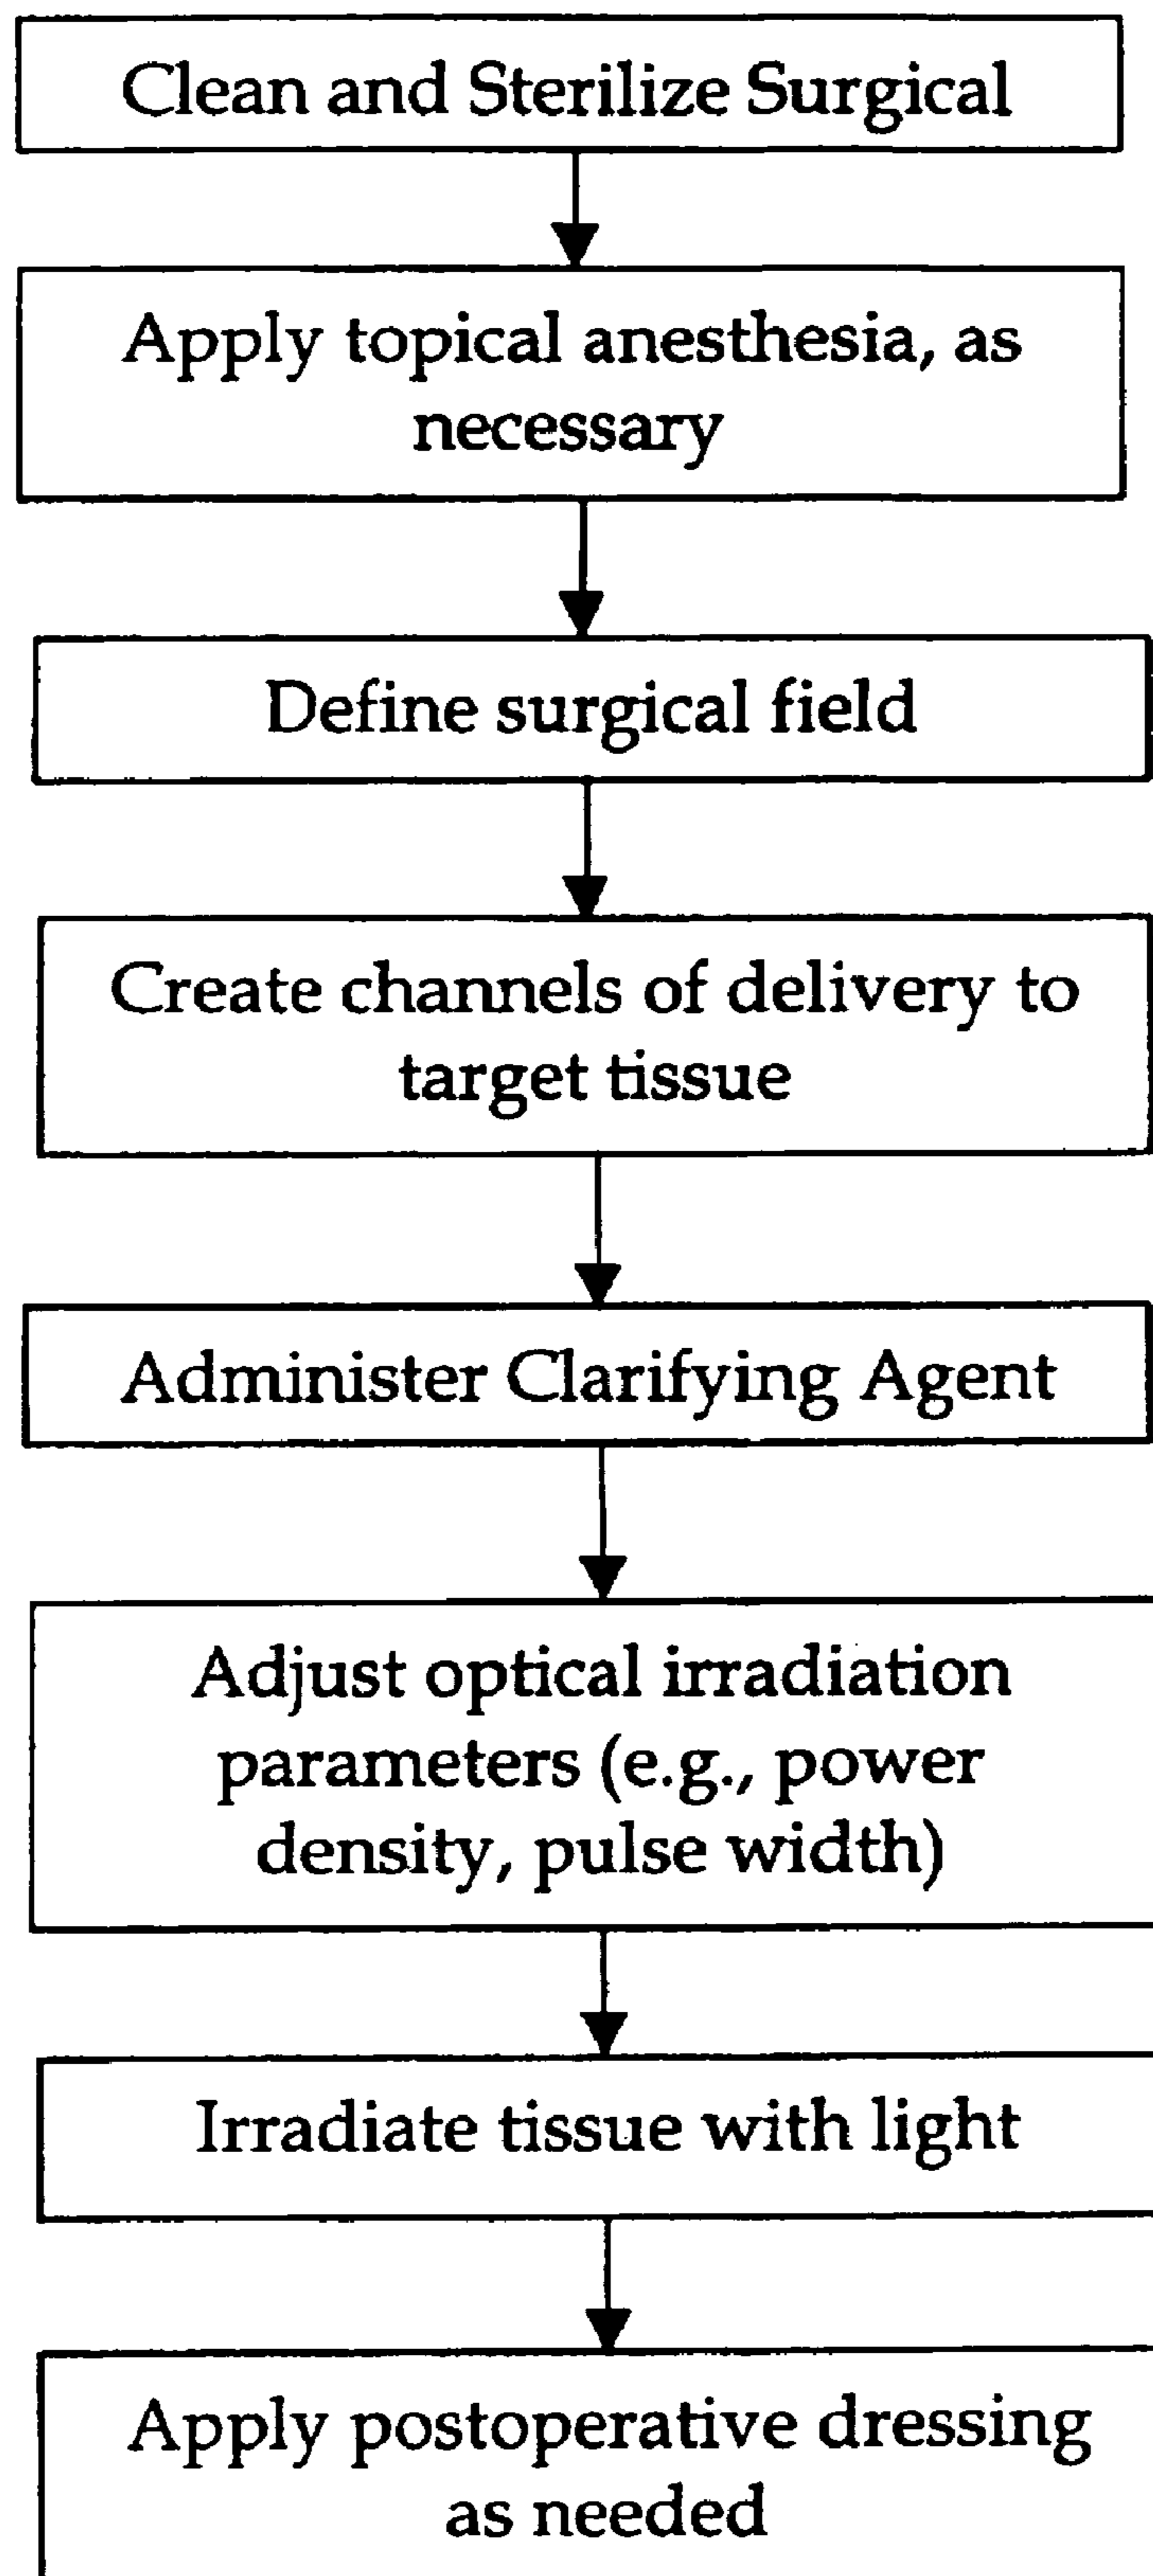 Clean and Sterilize Surgical
Apply topical anesthesia, as
necessary
Define surgical field
Create channels of delivery to
target tissue
Administer Clarifying Agent
Adjust optical irradiation
parameters (e.g., power
density, pulse width)
Irradiate tissue with light
Apply postoperative dressing
as needed